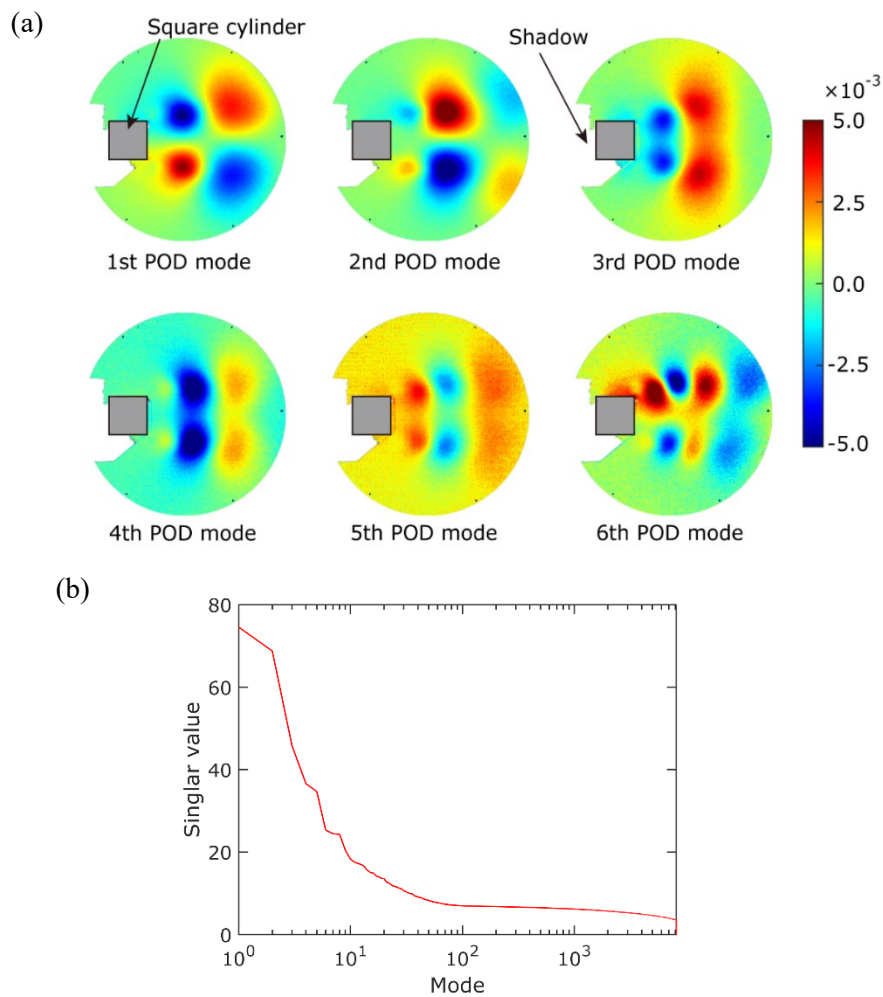 (a)
Square cylinder
Shadow
×10⁻³
5.0
2.5
0.0
-2.5
-5.0
1st POD mode
2nd POD mode
3rd POD mode
4th POD mode
5th POD mode
6th POD mode
(b)
80
60
40
20
0
Singlar value
10⁰
10¹
10²
10³
Mode